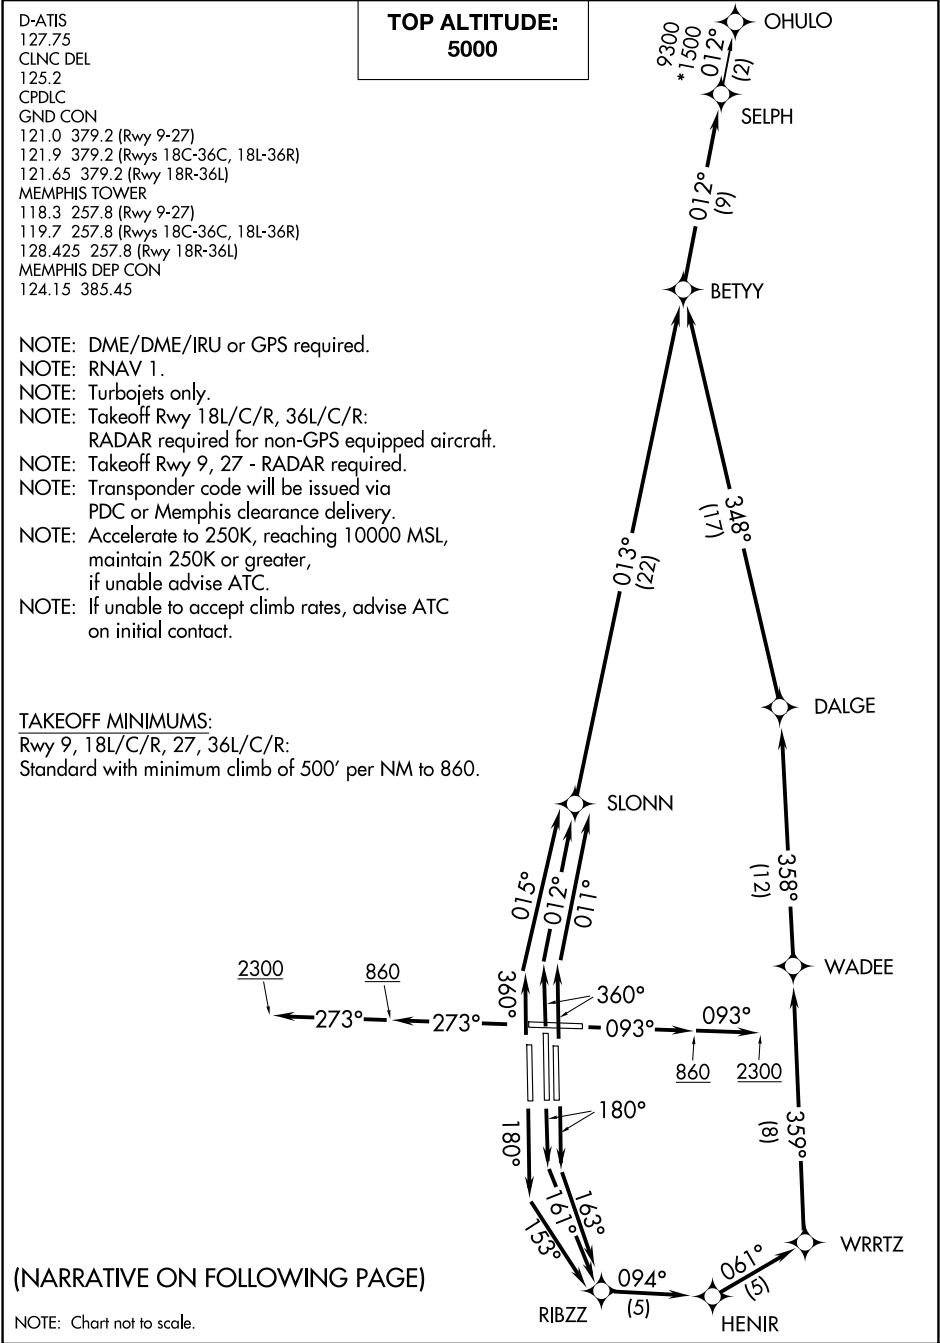 D-ATIS
127.75
CLNC DEL
125.2
CPDLC
GND CON
121.0 379.2 (Rwy 9-27)
121.9 379.2 (Rwys 18C-36C, 18L-36R)
121.65 379.2 (Rwy 18R-36L)
MEMPHIS TOWER
118.3 257.8 (Rwy 9-27)
119.7 257.8 (Rwys 18C-36C, 18L-36R)
128.425 257.8 (Rwy 18R-36L)
MEMPHIS DEP CON
124.15 385.45
TOP ALTITUDE:
5000
NOTE: DME/DME/IRU or GPS required.
NOTE: RNAV 1.
NOTE: Turbojets only.
NOTE: Takeoff Rwy 18L/C/R, 36L/C/R:
RADAR required for non-GPS equipped aircraft.
NOTE: Takeoff Rwy 9, 27 - RADAR required.
NOTE: Transponder code will be issued via
PDC or Memphis clearance delivery.
NOTE: Accelerate to 250K, reaching 10000 MSL,
maintain 250K or greater,
if unable advise ATC.
NOTE: If unable to accept climb rates, advise ATC
on initial contact.
TAKEOFF MINIMUMS:
Rwy 9, 18L/C/R, 27, 36L/C/R:
Standard with minimum climb of 500' per NM to 860.
OHULO
9300
*1500
012°
(2)
SELPH
012°
(9)
BETYY
013°
(22)
348°
(17)
DALGE
SLONN
015°
012°
011°
358°
(12)
WADEE
2300
860
273°
273°
360°
360°
093°
093°
860
2300
180°
180°
359°
(8)
153°
161°
163°
WRRTZ
061°
(5)
094°
(5)
RIBZZ
HENIR
(NARRATIVE ON FOLLOWING PAGE)
NOTE: Chart not to scale.